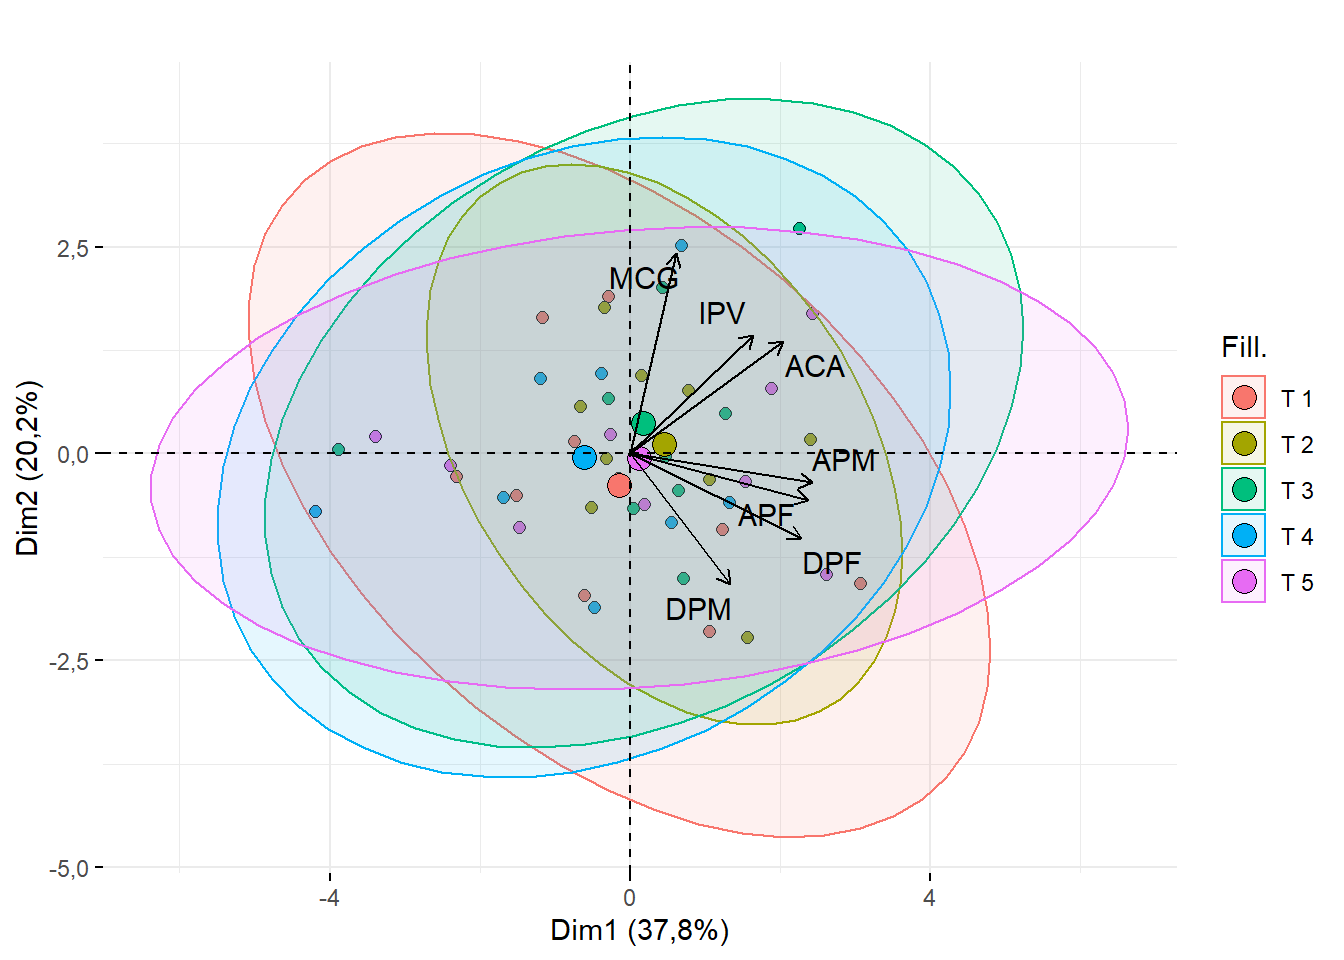 2,5
0,0
-2,5
-5,0
Dim2 (20,2%)
MCG
IPV
ACA
APM
APF
DPF
DPM
-4
0
4
Dim1 (37,8%)
Fill.
T 1
T 2
T 3
T 4
T 5